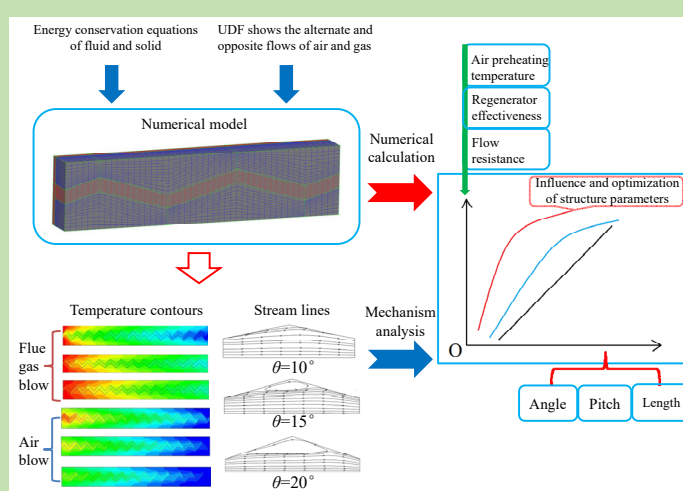 Energy conservation equations
of fluid and solid
UDF shows the alternate and
opposite flows of air and gas
Numerical model
Numerical
calculation
Air preheating
temperature
Regenerator
effectiveness
Flow
resistance
Influence and optimization
of structure parameters
O
Angle
Pitch
Length
Temperature contours
Stream lines
Mechanism
analysis
Flue
gas
blow
Air
blow
θ=10°
θ=15°
θ=20°